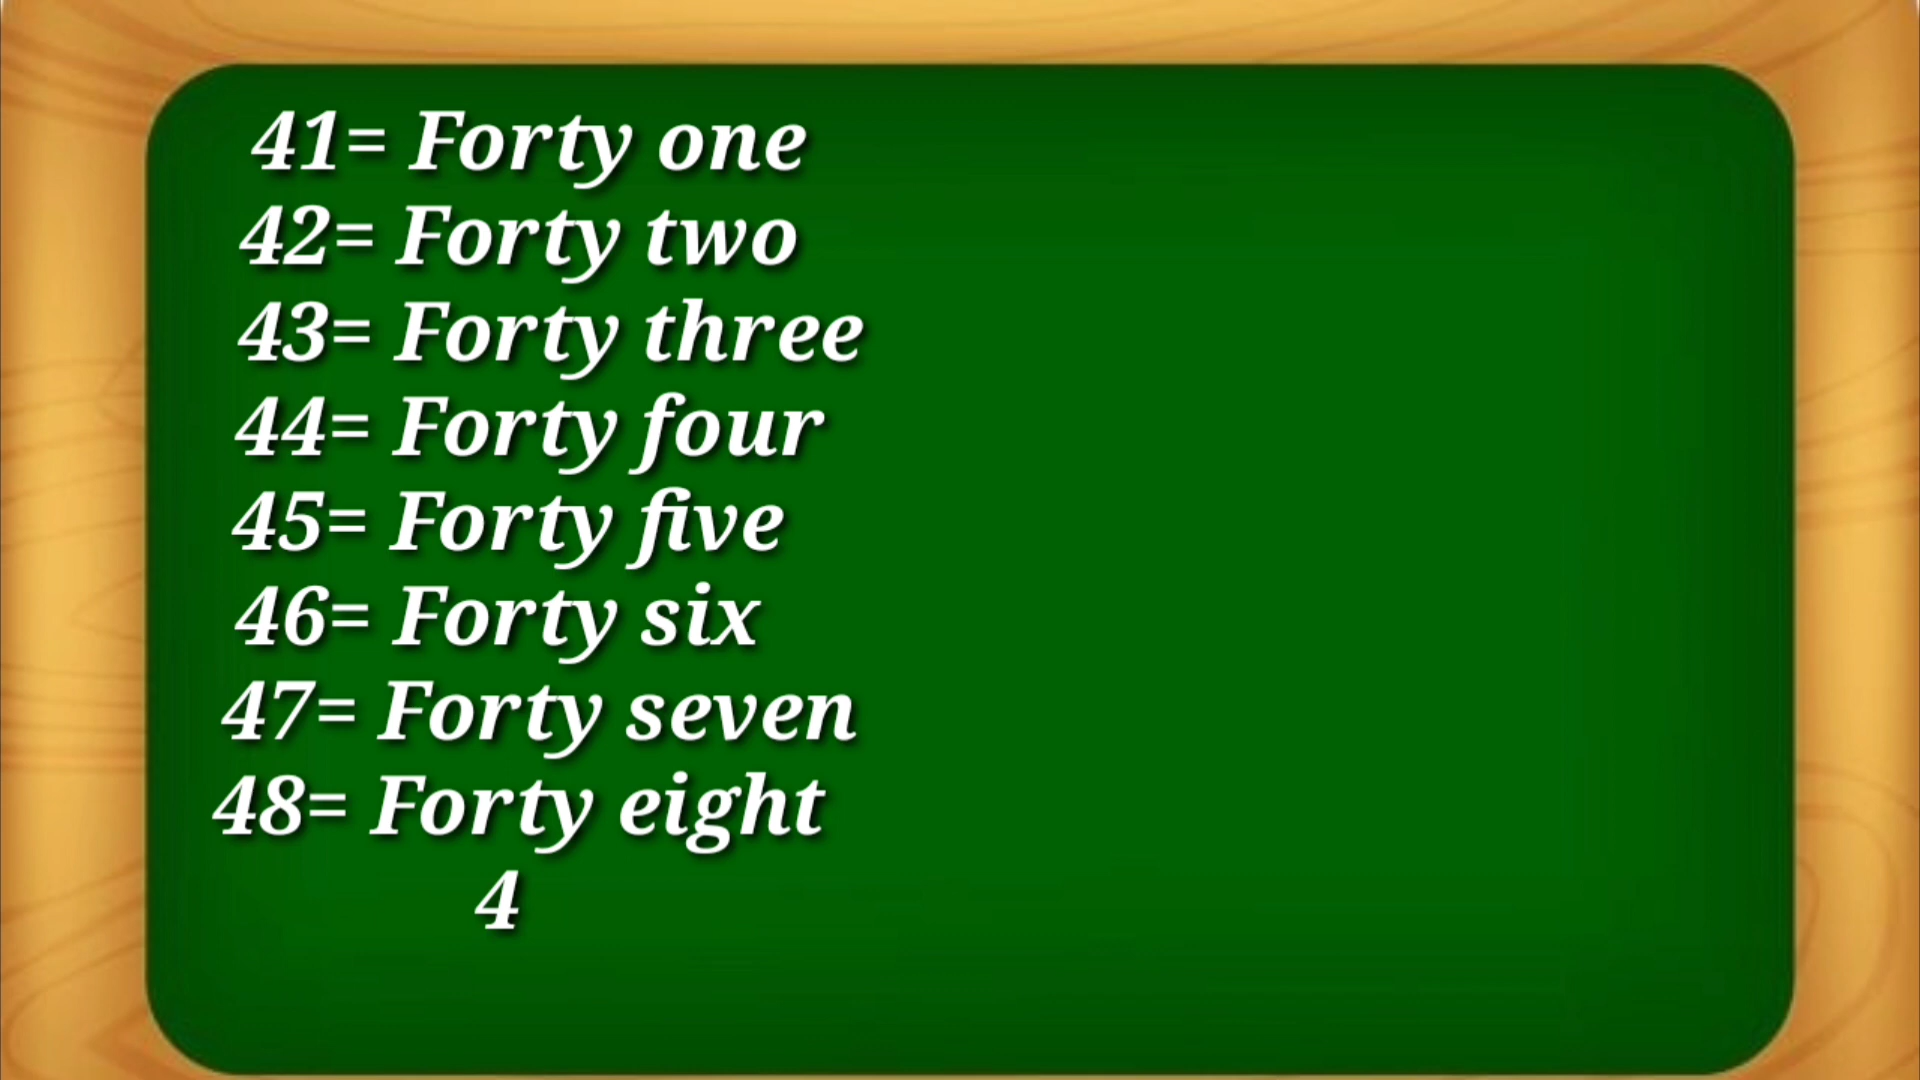 41= Forty one
42= Forty two
43= Forty three
44= Forty four
45= Forty five
46= Forty six
47= Forty seven
48= Forty eight
4